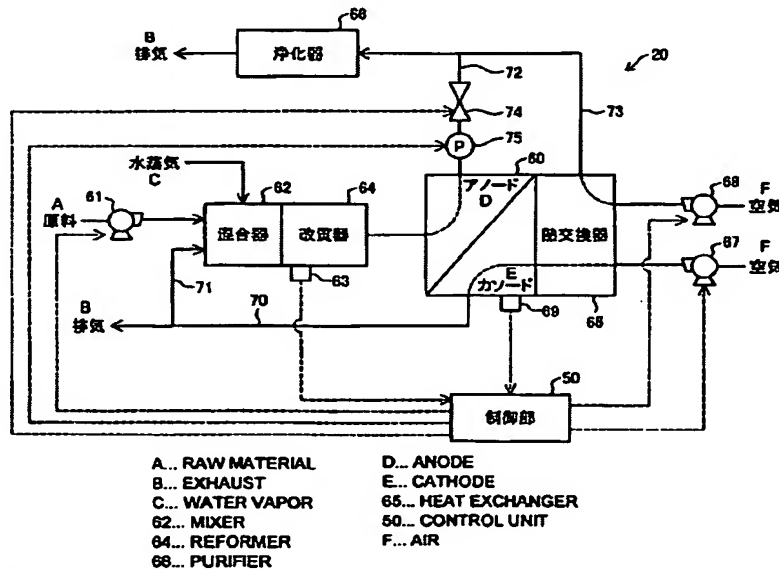 66
B
排気
浄化器
72
20
74
73
75
P
水蒸気
C
60
アノード
D
68
F
空気
A
原料
61
62
64
混合器
改質器
熱交換器
67
F
空気
63
E
カソード
71
69
65
B
排気
70
50
制御部
A... RAW MATERIAL
B... EXHAUST
C... WATER VAPOR
62... MIXER
64... REFORMER
66... PURIFIER
D... ANODE
E... CATHODE
65... HEAT EXCHANGER
50... CONTROL UNIT
F... AIR